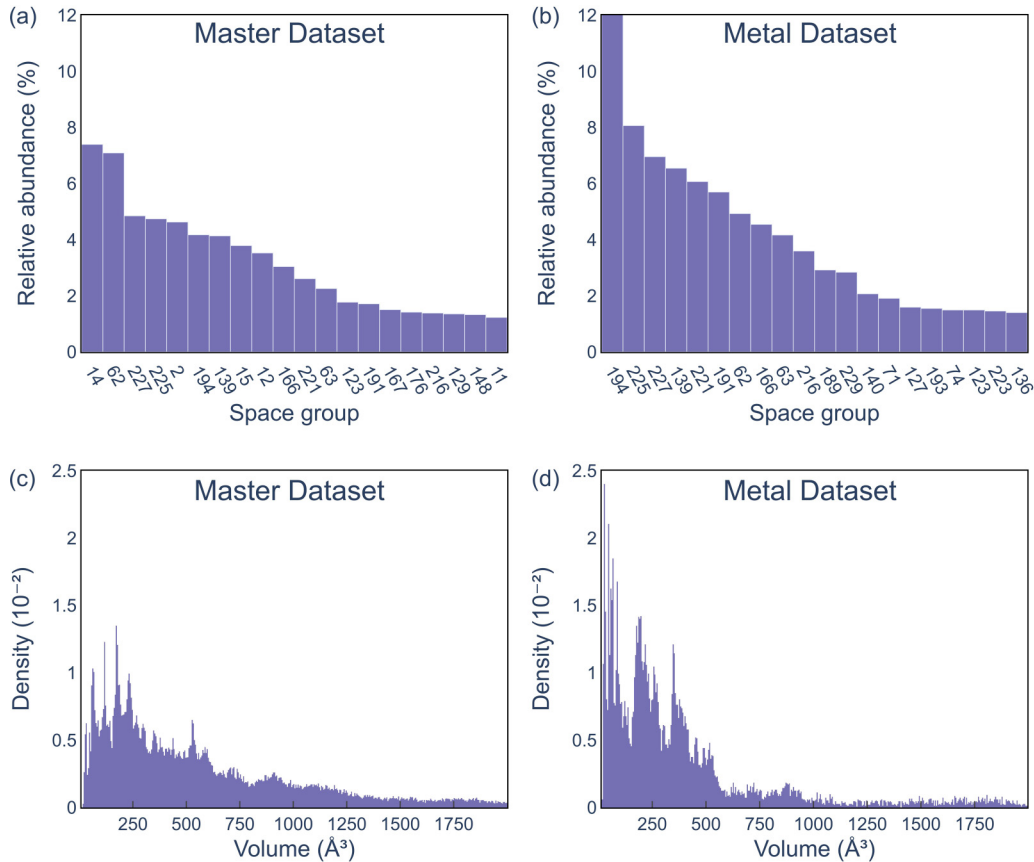 (a)
Master Dataset
Relative abundance (%)
12
10
8
6
4
2
0
14 62 227 225 2 194 139 15 12 166 221 63 123 191 167 176 216 129 148 11
Space group
(b)
Metal Dataset
Relative abundance (%)
12
10
8
6
4
2
0
194 225 227 139 221 191 62 166 63 216 189 229 140 71 127 193 74 123 223 136
Space group
(c)
Master Dataset
Density (10⁻²)
2.5
2
1.5
1
0.5
0
250 500 750 1000 1250 1500 1750
Volume (Å³)
(d)
Metal Dataset
Density (10⁻²)
2.5
2
1.5
1
0.5
0
250 500 750 1000 1250 1500 1750
Volume (Å³)